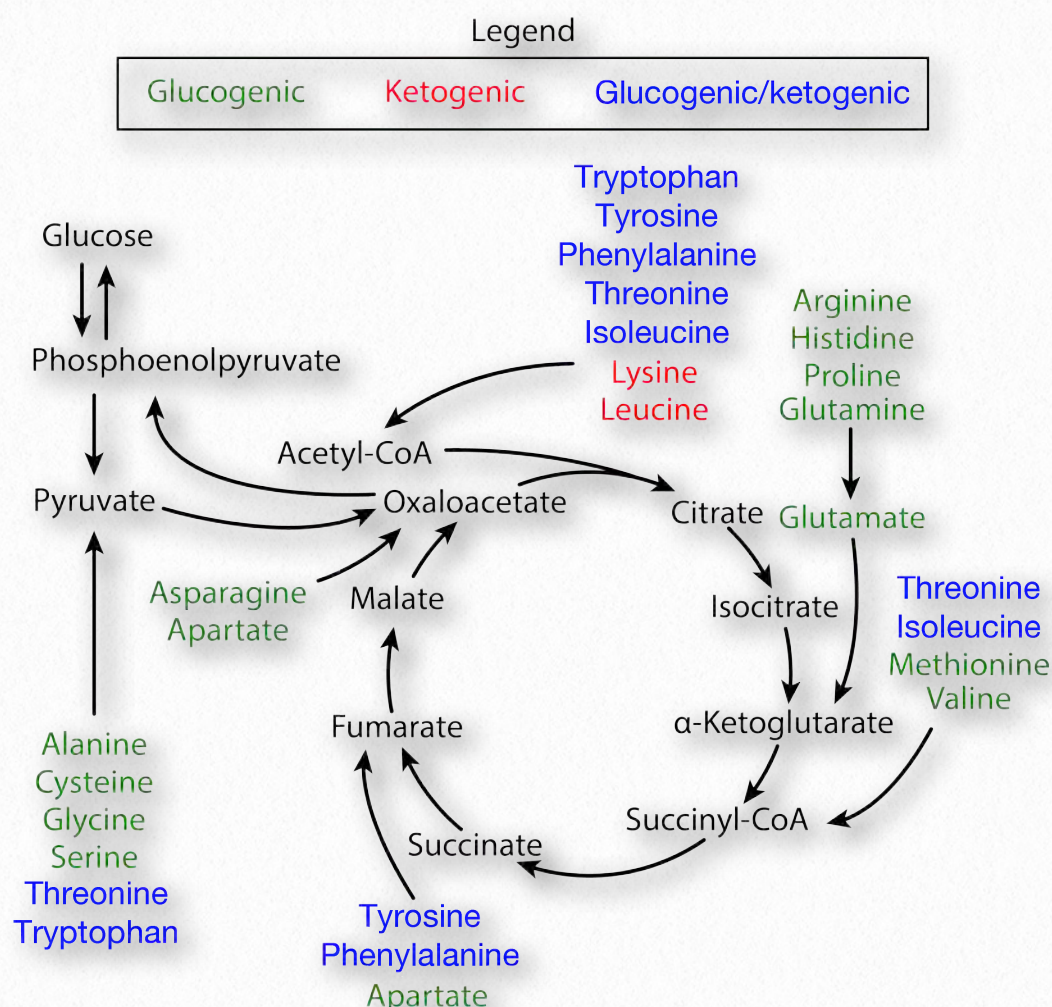 Legend
Glucogenic Ketogenic Glucogenic/ketogenic
Tryptophan
Tyrosine
Phenylalanine
Threonine
Isoleucine
Lysine
Leucine
Glucose
Arginine
Histidine
Proline
Glutamine
Phosphoenolpyruvate
Acetyl-CoA
Pyruvate
Oxaloacetate
Citrate
Glutamate
Asparagine
Apartate
Malate
Isocitrate
Threonine
Isoleucine
Methionine
Valine
Fumarate
α-Ketoglutarate
Alanine
Cysteine
Glycine
Serine
Threonine
Tryptophan
Succinate
Succinyl-CoA
Tyrosine
Phenylalanine
Apartate